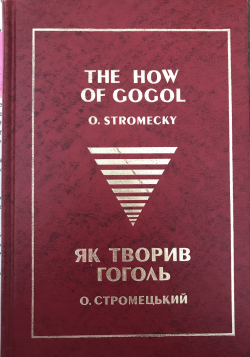 THE HOW
OF GOGOL
O. STROMECKY
ЯК ТВОРИВ
ГОГОЛЬ
О. СТРОМЕЦЬКИЙ